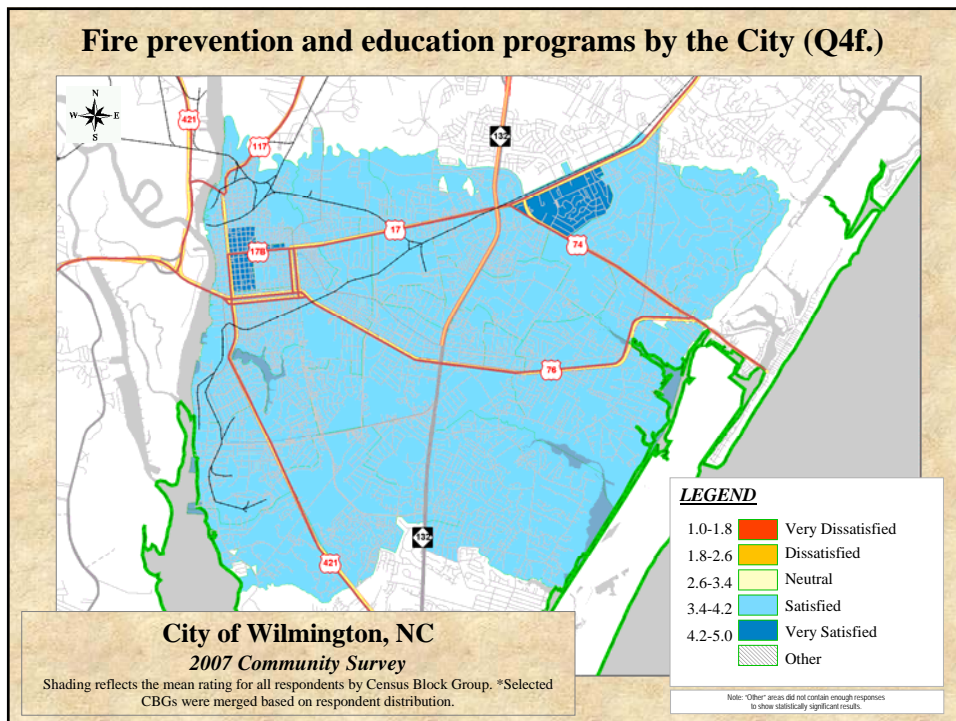 Fire prevention and education programs by the City (Q4f.)
N
W E
S
421
117
132
17
17B
74
76
132
421
LEGEND
1.0-1.8 Very Dissatisfied
1.8-2.6 Dissatisfied
2.6-3.4 Neutral
3.4-4.2 Satisfied
4.2-5.0 Very Satisfied
Other
City of Wilmington, NC
2007 Community Survey
Shading reflects the mean rating for all respondents by Census Block Group. *Selected
CBGs were merged based on respondent distribution.
Note: "Other" areas did not contain enough responses
to show statistically significant results.